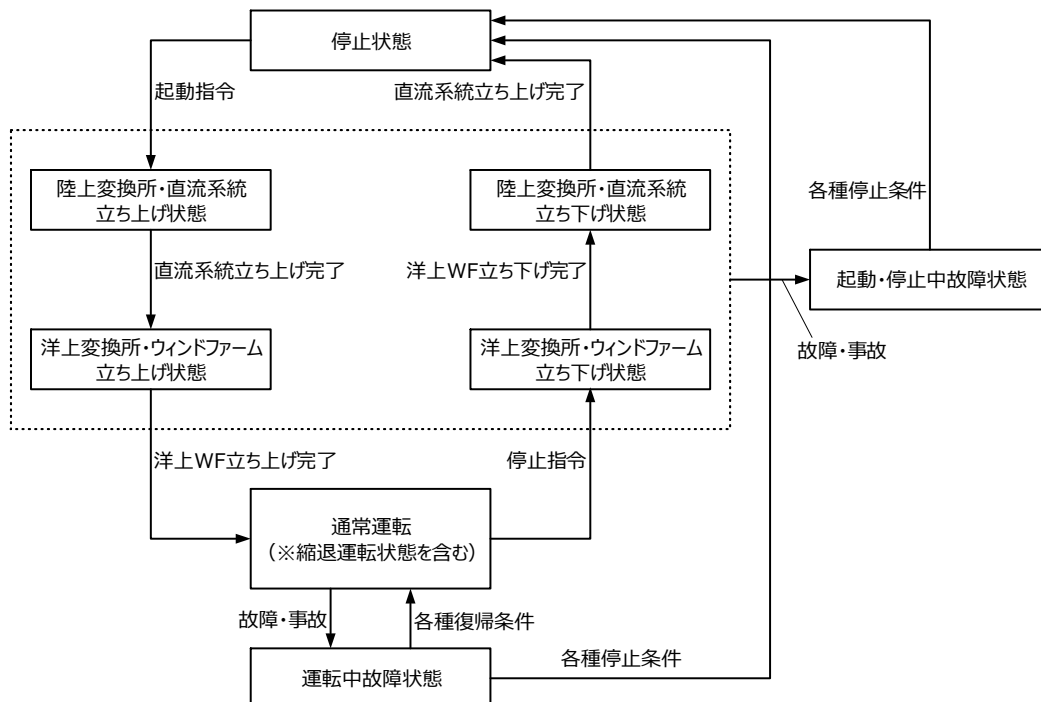 停止状態
起動指令
直流系統立ち上げ完了
陸上変換所・直流系統
立ち上げ状態
陸上変換所・直流系統
立ち下げ状態
各種停止条件
直流系統立ち上げ完了
洋上WF立ち下げ完了
起動・停止中故障状態
洋上変換所・ウィンドファーム
立ち上げ状態
洋上変換所・ウィンドファーム
立ち下げ状態
故障・事故
洋上WF立ち上げ完了
停止指令
通常運転
（※縮退運転状態を含む）
故障・事故
各種復帰条件
各種停止条件
運転中故障状態